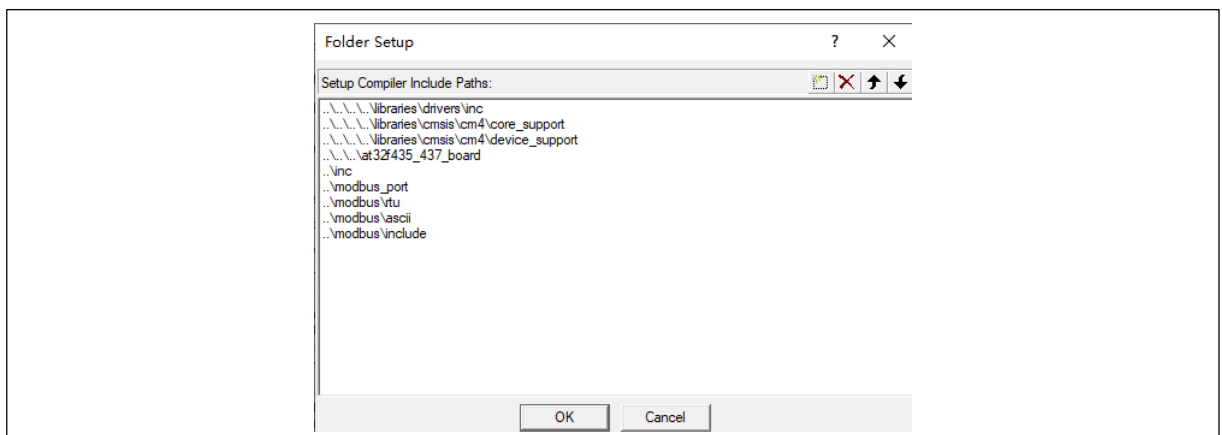 Folder Setup ? ×
Setup Compiler Include Paths:
..\..\..\..\libraries\drivers\inc
..\..\..\..\libraries\cmsis\cm4\core_support
..\..\..\..\libraries\cmsis\cm4\device_support
..\..\..\at32f435_437_board
..\inc
..\modbus_port
..\modbus\rtu
..\modbus\ascii
..\modbus\include
OK Cancel